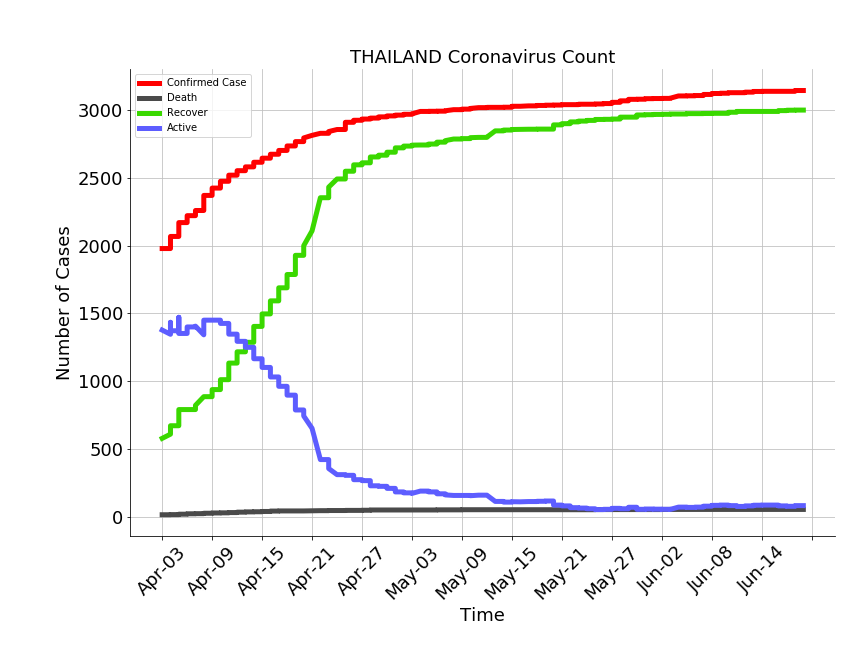 THAILAND Coronavirus Count
Confirmed Case
Death
Recover
Active
Number of Cases
3000
2500
2000
1500
1000
500
0
Apr-03 Apr-09 Apr-15 Apr-21 Apr-27 May-03 May-09 May-15 May-21 May-27 Jun-02 Jun-08 Jun-14
Time